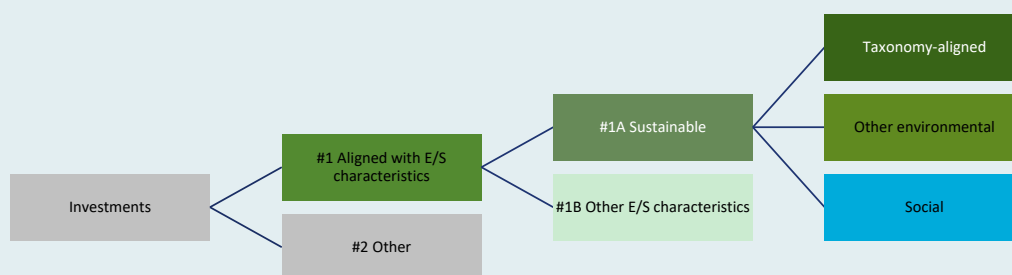 Investments
#1 Aligned with E/S
characteristics
#2 Other
#1A Sustainable
#1B Other E/S characteristics
Taxonomy-aligned
Other environmental
Social